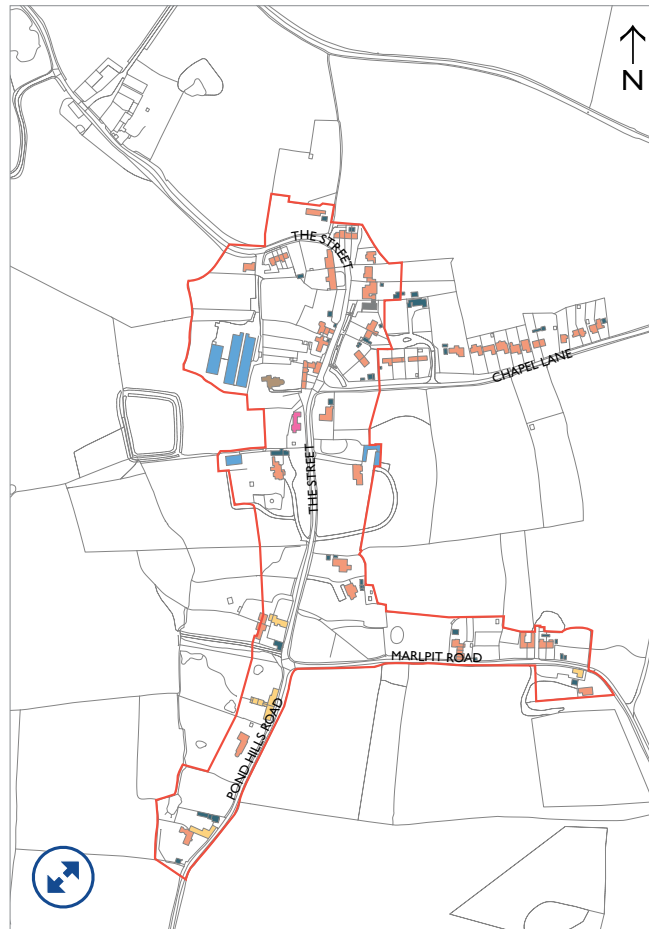 N
THE STREET
CHAPEL LANE
THE STREET
MARLPIT ROAD
POND HILLS ROAD